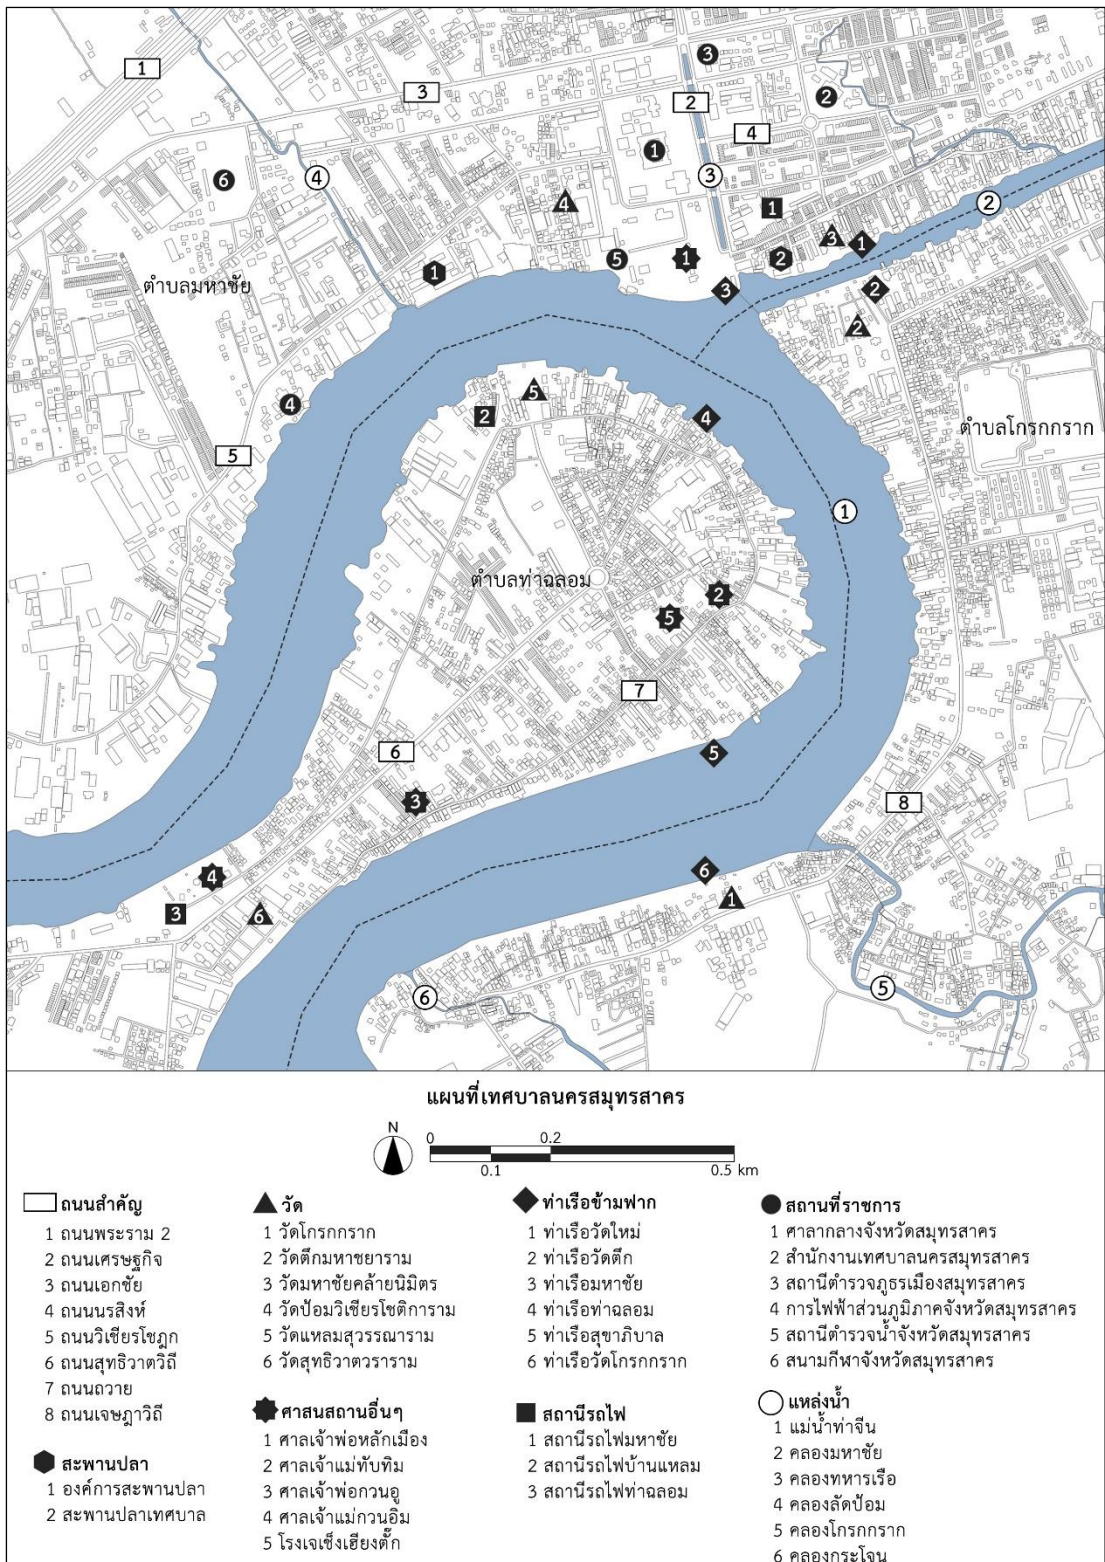 1
3
2
4
3
2
1
6
4
3
4
2
1
3
1
1
5
1
2
3
2
2
ตำบลมหาชัย
4
5
2
5
4
ตำบลโกรกกราก
1
ตำบลท่าฉลอม
2
5
7
6
5
3
8
4
6
3
6
1
6
5
แผนที่เทศบาลนครสมุทรสาคร
N
0
0.2
0.1
0.5 km
ถนนสำคัญ
1 ถนนพระราม 2
2 ถนนเศรษฐกิจ
3 ถนนเอกชัย
4 ถนนนรสิงห์
5 ถนนวิเชียรโชฎก
6 ถนนสุทธิวาตวิถี
7 ถนนถวาย
8 ถนนเจษฎาวิถี
สะพานปลา
1 องค์การสะพานปลา
2 สะพานปลาเทศบาล
วัด
1 วัดโกรกกราก
2 วัดตึกมหาชยาราม
3 วัดมหาชัยคล้ายนิมิตร
4 วัดป้อมวิเชียรโชติการาม
5 วัดแหลมสุวรรณาราม
6 วัดสุทธิวาตวราราม
ศาสนสถานอื่นๆ
1 ศาลเจ้าพ่อหลักเมือง
2 ศาลเจ้าแม่ทับทิม
3 ศาลเจ้าพ่อกวนอู
4 ศาลเจ้าแม่กวนอิม
5 โรงเจเซ็งเฮียงตั๊ก
ท่าเรือข้ามฟาก
1 ท่าเรือวัดใหม่
2 ท่าเรือวัดตึก
3 ท่าเรือมหาชัย
4 ท่าเรือท่าฉลอม
5 ท่าเรือสุขาภิบาล
6 ท่าเรือวัดโกรกกราก
สถานีรถไฟ
1 สถานีรถไฟมหาชัย
2 สถานีรถไฟบ้านแหลม
3 สถานีรถไฟท่าฉลอม
สถานที่ราชการ
1 ศาลากลางจังหวัดสมุทรสาคร
2 สำนักงานเทศบาลนครสมุทรสาคร
3 สถานีตำรวจภูธรเมืองสมุทรสาคร
4 การไฟฟ้าส่วนภูมิภาคจังหวัดสมุทรสาคร
5 สถานีตำรวจน้ำจังหวัดสมุทรสาคร
6 สนามกีฬาจังหวัดสมุทรสาคร
แหล่งน้ำ
1 แม่น้ำท่าจีน
2 คลองมหาชัย
3 คลองทหารเรือ
4 คลองลัดป้อม
5 คลองโกรกกราก
6 คลองกระโจน